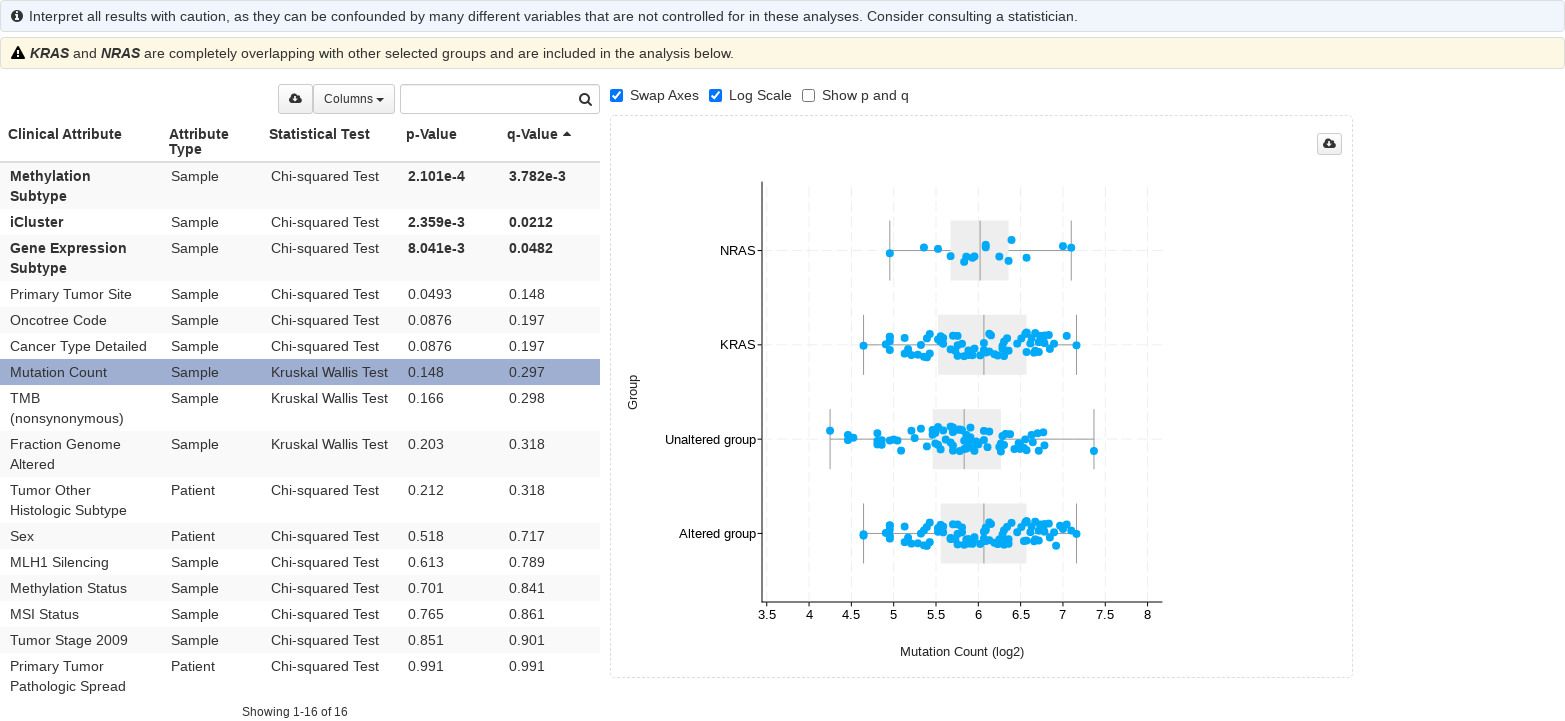 Interpret all results with caution, as they can be confounded by many different variables that are not controlled for in these analyses. Consider consulting a statistician.
KRAS and NRAS are completely overlapping with other selected groups and are included in the analysis below.
Columns
Clinical Attribute Attribute Type Statistical Test p-Value q-Value
Methylation Subtype Sample Chi-squared Test 2.101e-4 3.782e-3
iCluster Sample Chi-squared Test 2.359e-3 0.0212
Gene Expression Subtype Sample Chi-squared Test 8.041e-3 0.0482
Primary Tumor Site Sample Chi-squared Test 0.0493 0.148
Oncotree Code Sample Chi-squared Test 0.0876 0.197
Cancer Type Detailed Sample Chi-squared Test 0.0876 0.197
Mutation Count Sample Kruskal Wallis Test 0.148 0.297
TMB (nonsynonymous) Sample Kruskal Wallis Test 0.166 0.298
Fraction Genome Altered Sample Kruskal Wallis Test 0.203 0.318
Tumor Other Histologic Subtype Patient Chi-squared Test 0.212 0.318
Sex Patient Chi-squared Test 0.518 0.717
MLH1 Silencing Sample Chi-squared Test 0.613 0.789
Methylation Status Sample Chi-squared Test 0.701 0.841
MSI Status Sample Chi-squared Test 0.765 0.861
Tumor Stage 2009 Sample Chi-squared Test 0.851 0.901
Primary Tumor Pathologic Spread Patient Chi-squared Test 0.991 0.991
Showing 1-16 of 16
Swap Axes Log Scale Show p and q
NRAS
KRAS
Unaltered group
Altered group
Group
3.5 4 4.5 5 5.5 6 6.5 7 7.5 8
Mutation Count (log2)